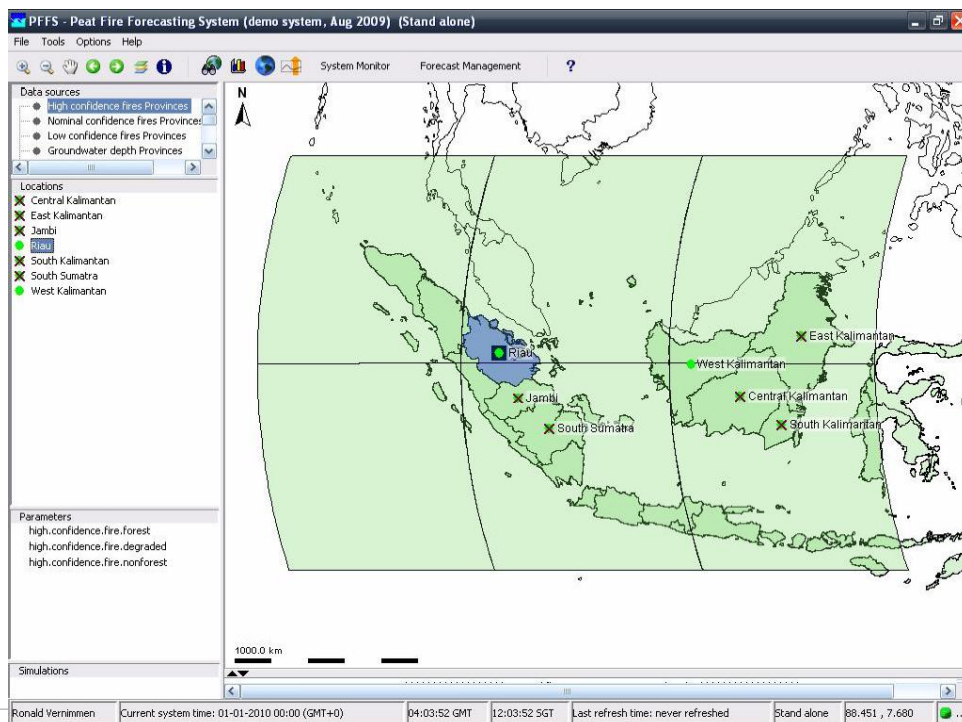 PFFS - Peat Fire Forecasting System (demo system, Aug 2009) (Stand alone)
File Tools Options Help
System Monitor Forecast Management ?
Data sources
High confidence fires Provinces
Nominal confidence fires Provinces
Low confidence fires Provinces
Groundwater depth Provinces
Locations
Central Kalimantan
East Kalimantan
Jambi
Riau
South Kalimantan
South Sumatra
West Kalimantan
N
East Kalimantan
Riau
West Kalimantan
Jambi
Central Kalimantan
South Sumatra
South Kalimantan
Parameters
high.confidence.fire.forest
high.confidence.fire.degraded
high.confidence.fire.nonforest
1000.0 km
Simulations
Ronald Vernimmen Current system time: 01-01-2010 00:00 (GMT+0) 04:03:52 GMT 12:03:52 SGT Last refresh time: never refreshed Stand alone 88.451 , 7.680 ...